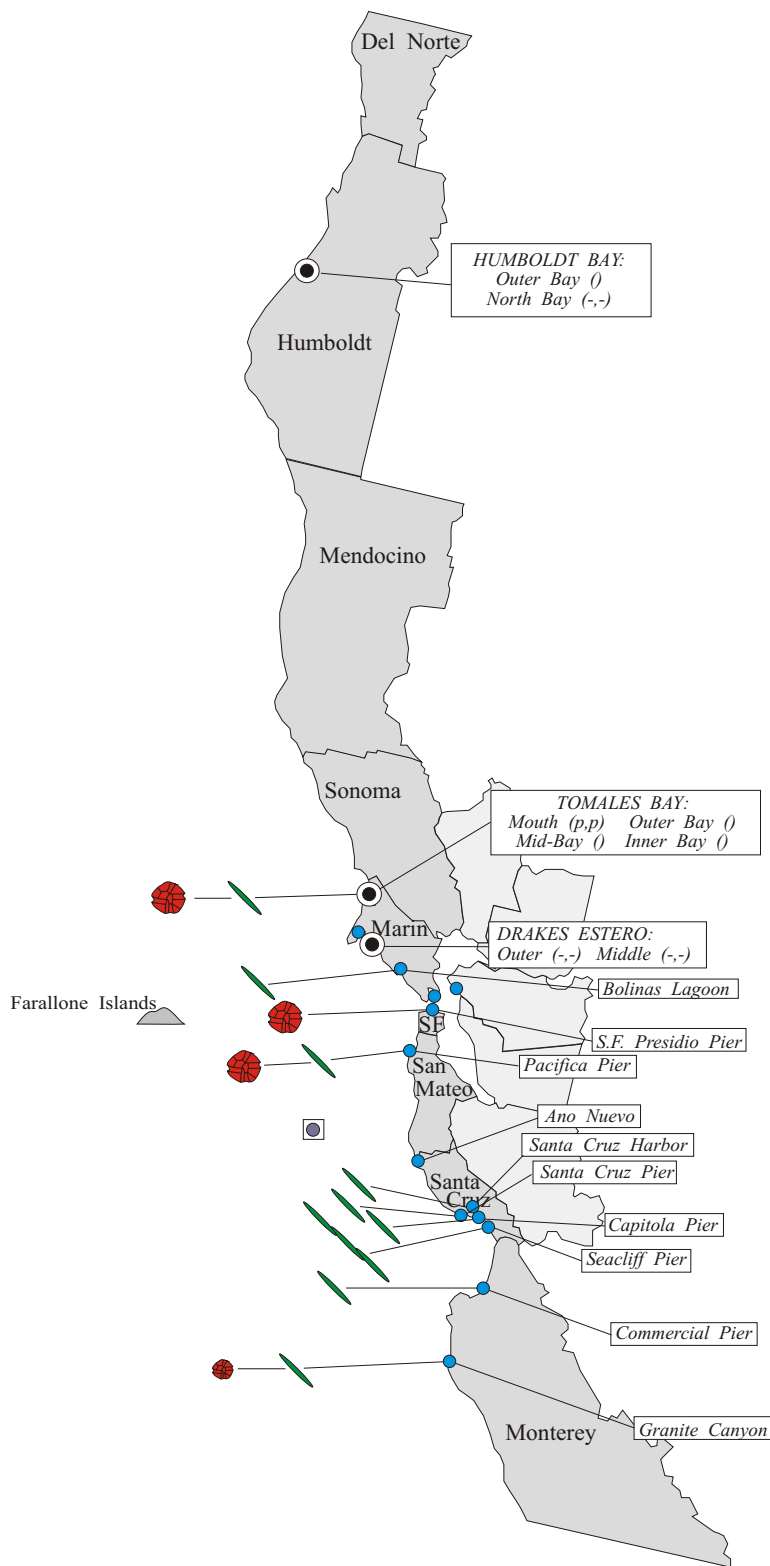 Del Norte
HUMBOLDT BAY:
Outer Bay ()
North Bay (-,-)
Humboldt
Mendocino
Sonoma
TOMALES BAY:
Mouth (p,p) Outer Bay ()
Mid-Bay () Inner Bay ()
Marin
DRAKES ESTERO:
Outer (-,-) Middle (-,-)
Bolinas Lagoon
Farallone Islands
SF
S.F. Presidio Pier
San
Mateo
Pacifica Pier
Ano Nuevo
Santa Cruz Harbor
Santa
Cruz
Santa Cruz Pier
Capitola Pier
Seacliff Pier
Commercial Pier
Monterey
Granite Canyon